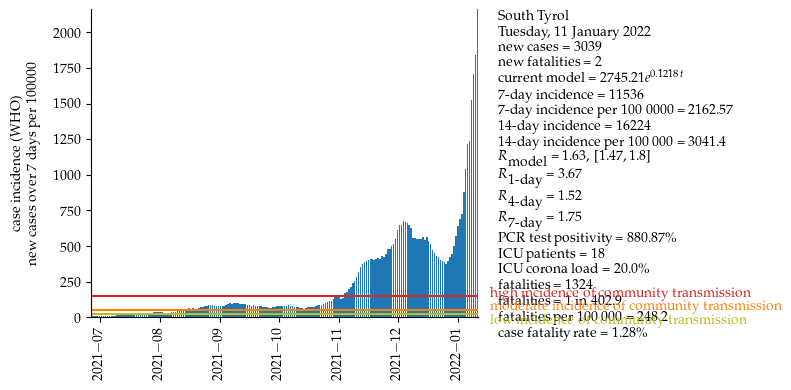 2000
1750
1500
1250
1000
750
500
250
0
case incidence (WHO)
new cases over 7 days per 100000
2021−07
2021−08
2021−09
2021−10
2021−11
2021−12
2022−01
South Tyrol
Tuesday, 11 January 2022
new cases = 3039
new fatalities = 2
current model = 2745.21e^{0.1218 t}
7-day incidence = 11536
7-day incidence per 100 0000 = 2162.57
14-day incidence = 16224
14-day incidence per 100 000 = 3041.4
R_model = 1.63, [1.47, 1.8]
R_1-day = 3.67
R_4-day = 1.52
R_7-day = 1.75
PCR test positivity = 880.87%
ICU patients = 18
ICU corona load = 20.0%
fatalities = 1324
high incidence of community transmission
fatalities = 1 in 402.9
moderate incidence of community transmission
fatalities per 100 000 = 248.2
low incidence of community transmission
case fatality rate = 1.28%